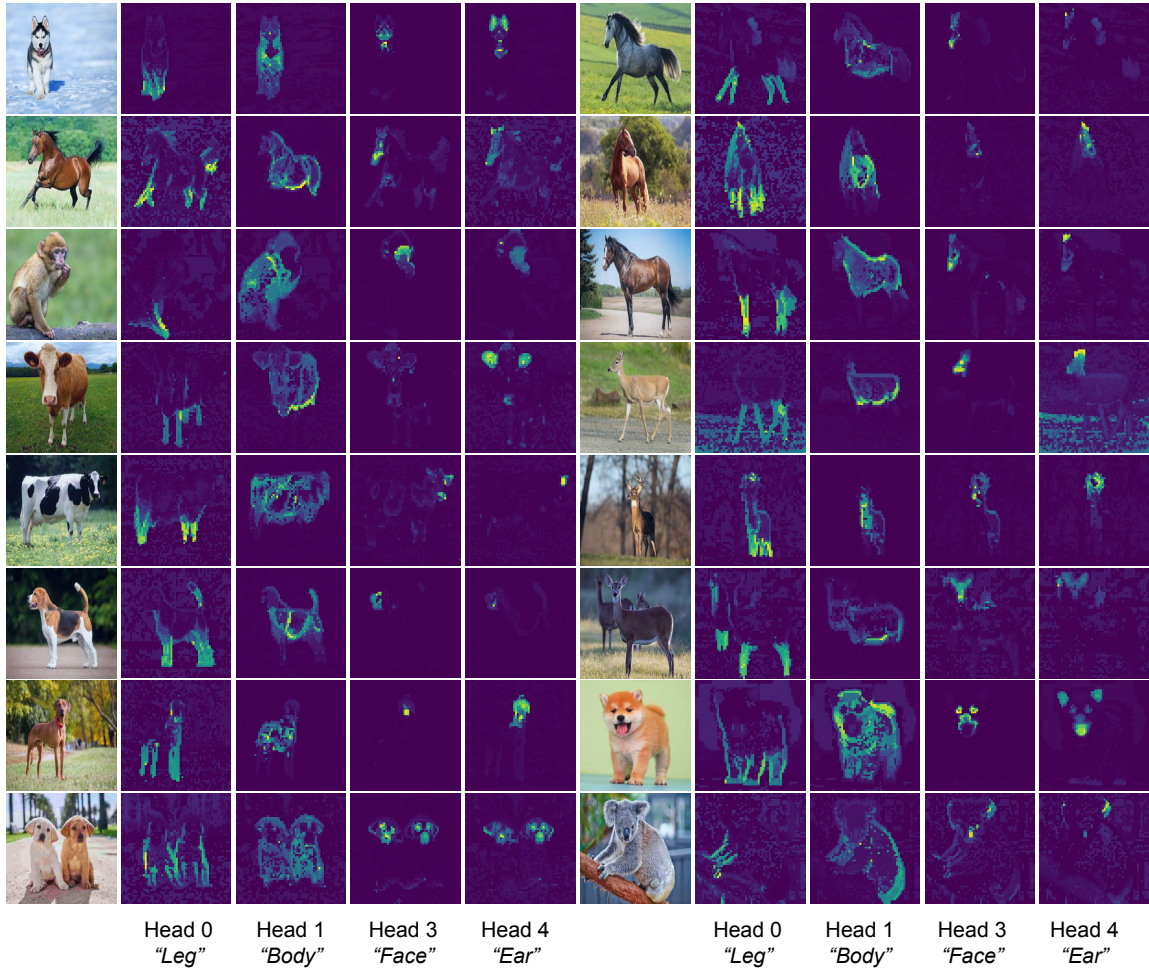 Head 0 Head 1 Head 3 Head 4 Head 0 Head 1 Head 3 Head 4
“Leg” “Body” “Face” “Ear” “Leg” “Body” “Face” “Ear”